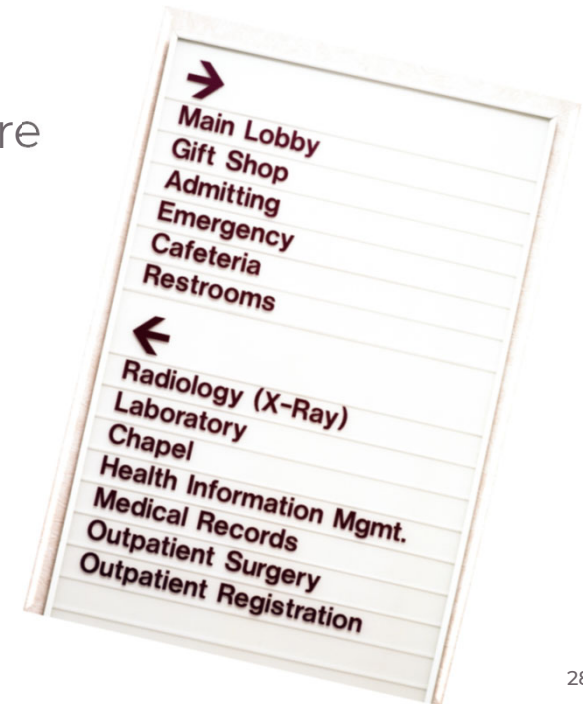 re
→
Main Lobby
Gift Shop
Admitting
Emergency
Cafeteria
Restrooms
←
Radiology (X-Ray)
Laboratory
Chapel
Health Information Mgmt.
Medical Records
Outpatient Surgery
Outpatient Registration
28